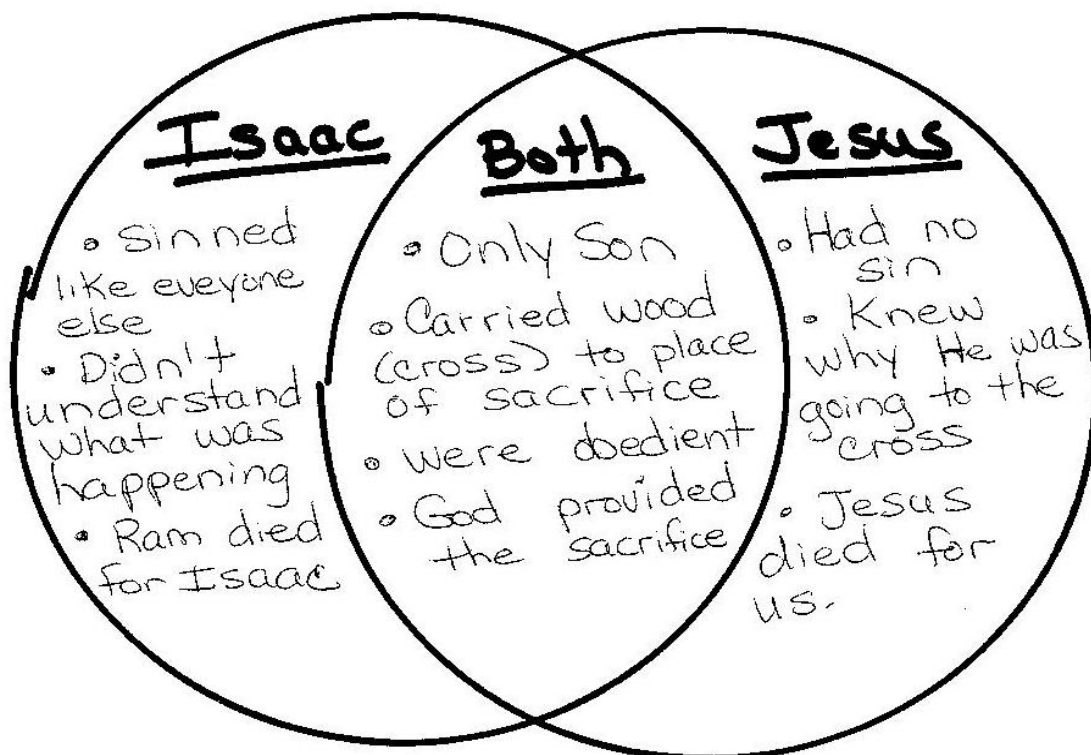 Isaac
• Sinned
like eveyone
else
• Didn't
understand
what was
happening
• Ram died
for Isaac
Both
• Only Son
• Carried wood
(cross) to place
of sacrifice
• were obedient
• God provided
the sacrifice
Jesus
• Had no
sin
• Knew
why He was
going to the
cross
• Jesus
died for
us.